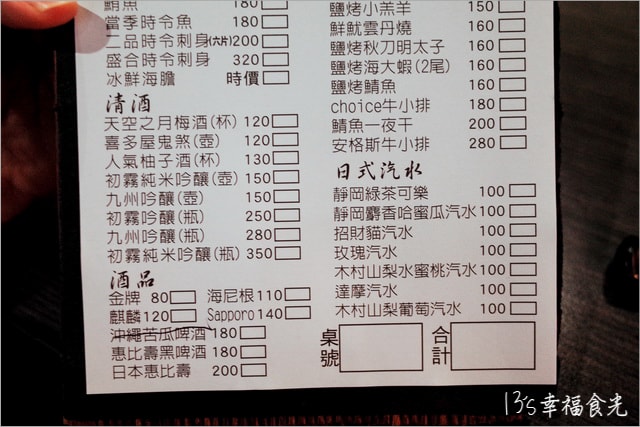 鮪魚 180
當季時令魚 180
二品時令刺身(六片)200
盛合時令刺身 320
冰鮮海膽 時價
清酒
天空之月梅酒(杯) 120
喜多屋鬼煞(壺) 120
人氣柚子酒(杯) 130
初霧純米吟釀(壺) 150
九州吟釀(壺) 150
初霧吟釀(瓶) 250
九州吟釀(瓶) 280
初霧純米吟釀(瓶) 350
酒品
金牌 80 海尼根 110
麒麟 120 Sapporo 140
沖繩苦瓜啤酒 180
惠比壽黑啤酒 180
日本惠比壽 200
鹽烤小羔羊 150
鮮魷雲丹燒 160
鹽烤秋刀明太子 160
鹽烤海大蝦(2尾) 160
鹽烤鯖魚 160
choice牛小排 180
鯖魚一夜干 200
安格斯牛小排 280
日式汽水
靜岡綠茶可樂 100
靜岡麝香哈蜜瓜汽水 100
招財貓汽水 100
玫瑰汽水 100
木村山梨水蜜桃汽水 100
達摩汽水 100
木村山梨葡萄汽水 100
桌號 合計
13's幸福食光